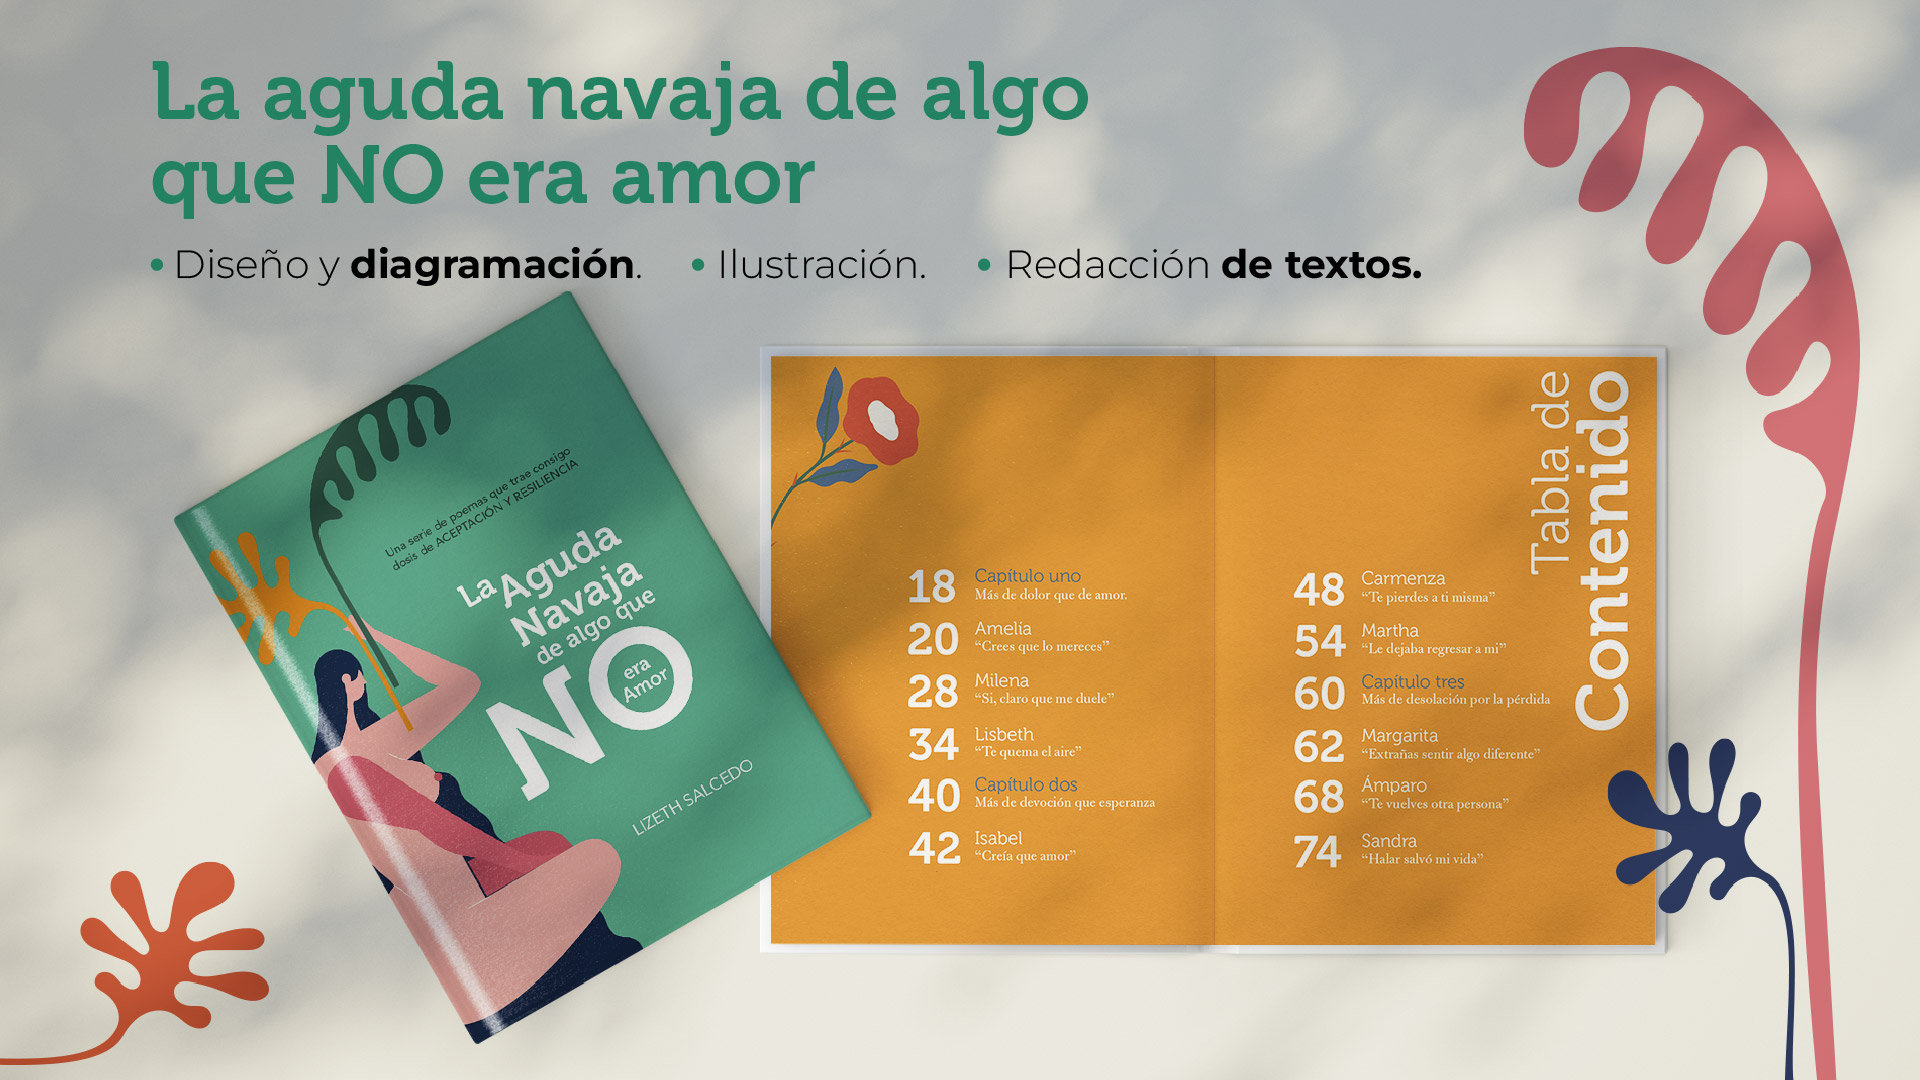 La aguda navaja de algo
que NO era amor
• Diseño y diagramación. • Ilustración. • Redacción de textos.
Una serie de poemas que trae consigo
dosis de ACEPTACIÓN Y RESILIENCIA
La Aguda
Navaja
de algo que
NO
era
Amor
LIZETH SALCEDO
18 Capítulo uno
Más de dolor que de amor.
20 Amelia
“Crees que lo mereces”
28 Milena
“Si, claro que me duele”
34 Lisbeth
“Te quema el aire”
40 Capítulo dos
Más de devoción que esperanza
42 Isabel
“Creía que amor”
Tabla de
Contenido
48 Carmenza
“Te pierdes a ti misma”
54 Martha
“Le dejaba regresar a mi”
60 Capítulo tres
Más de desolación por la pérdida
62 Margarita
“Extrañas sentir algo diferente”
68 Ámparo
“Te vuelves otra persona”
74 Sandra
“Halar salvó mi vida”